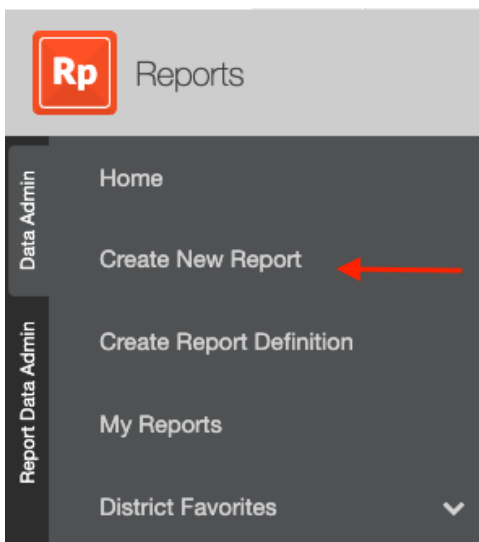 Rp
Reports
Data Admin
Report Data Admin
Home
Create New Report
Create Report Definition
My Reports
District Favorites